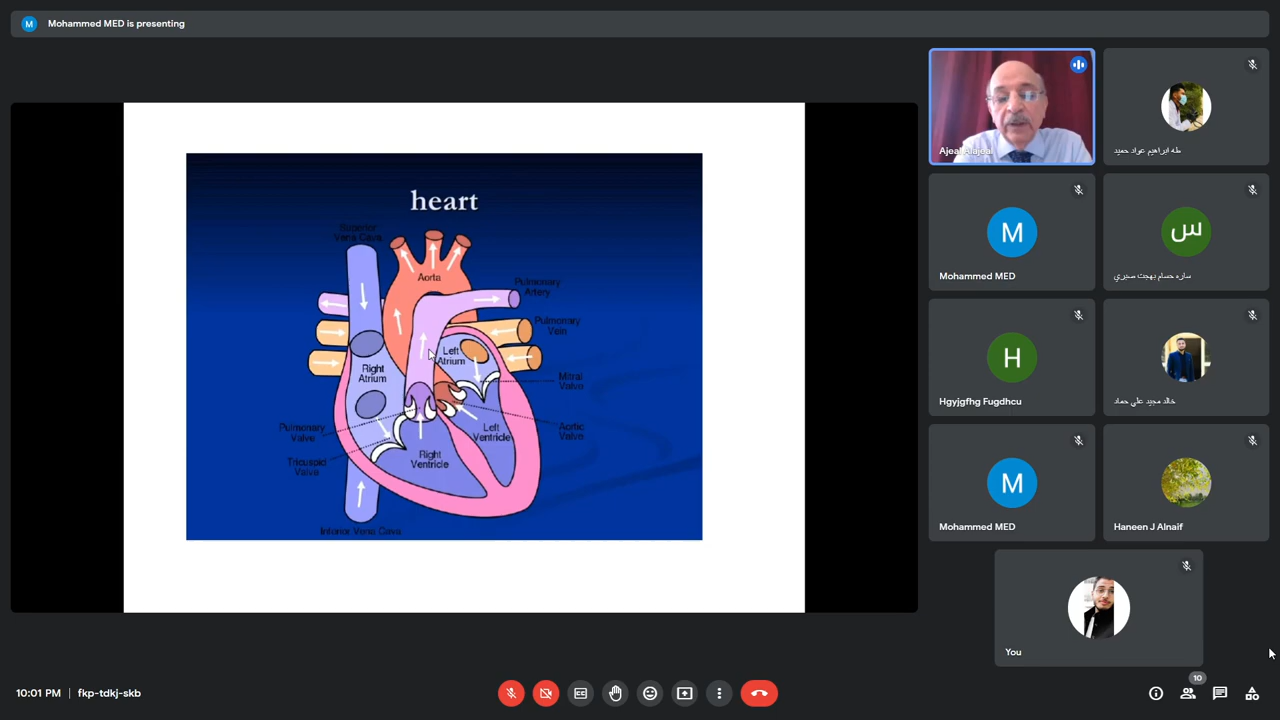 M Mohammed MED is presenting
heart
Superior
Vena Cava
Aorta
Pulmonary
Artery
Pulmonary
Vein
Left
Atrium
Right
Atrium
Mitral
Valve
Pulmonary
Valve
Aortic
Valve
Left
Ventricle
Right
Ventricle
Tricuspid
Valve
Inferior Vena Cava
Ajeal Alajeal
طه ابراهيم عواد حميد
M
Mohammed MED
س
ساره حسام بهجت صبري
H
Hgyjgfhg Fugdhcu
خالد مجيد علي حماد
M
Mohammed MED
Haneen J Alnaif
You
10:01 PM | fkp-tdkj-skb
10